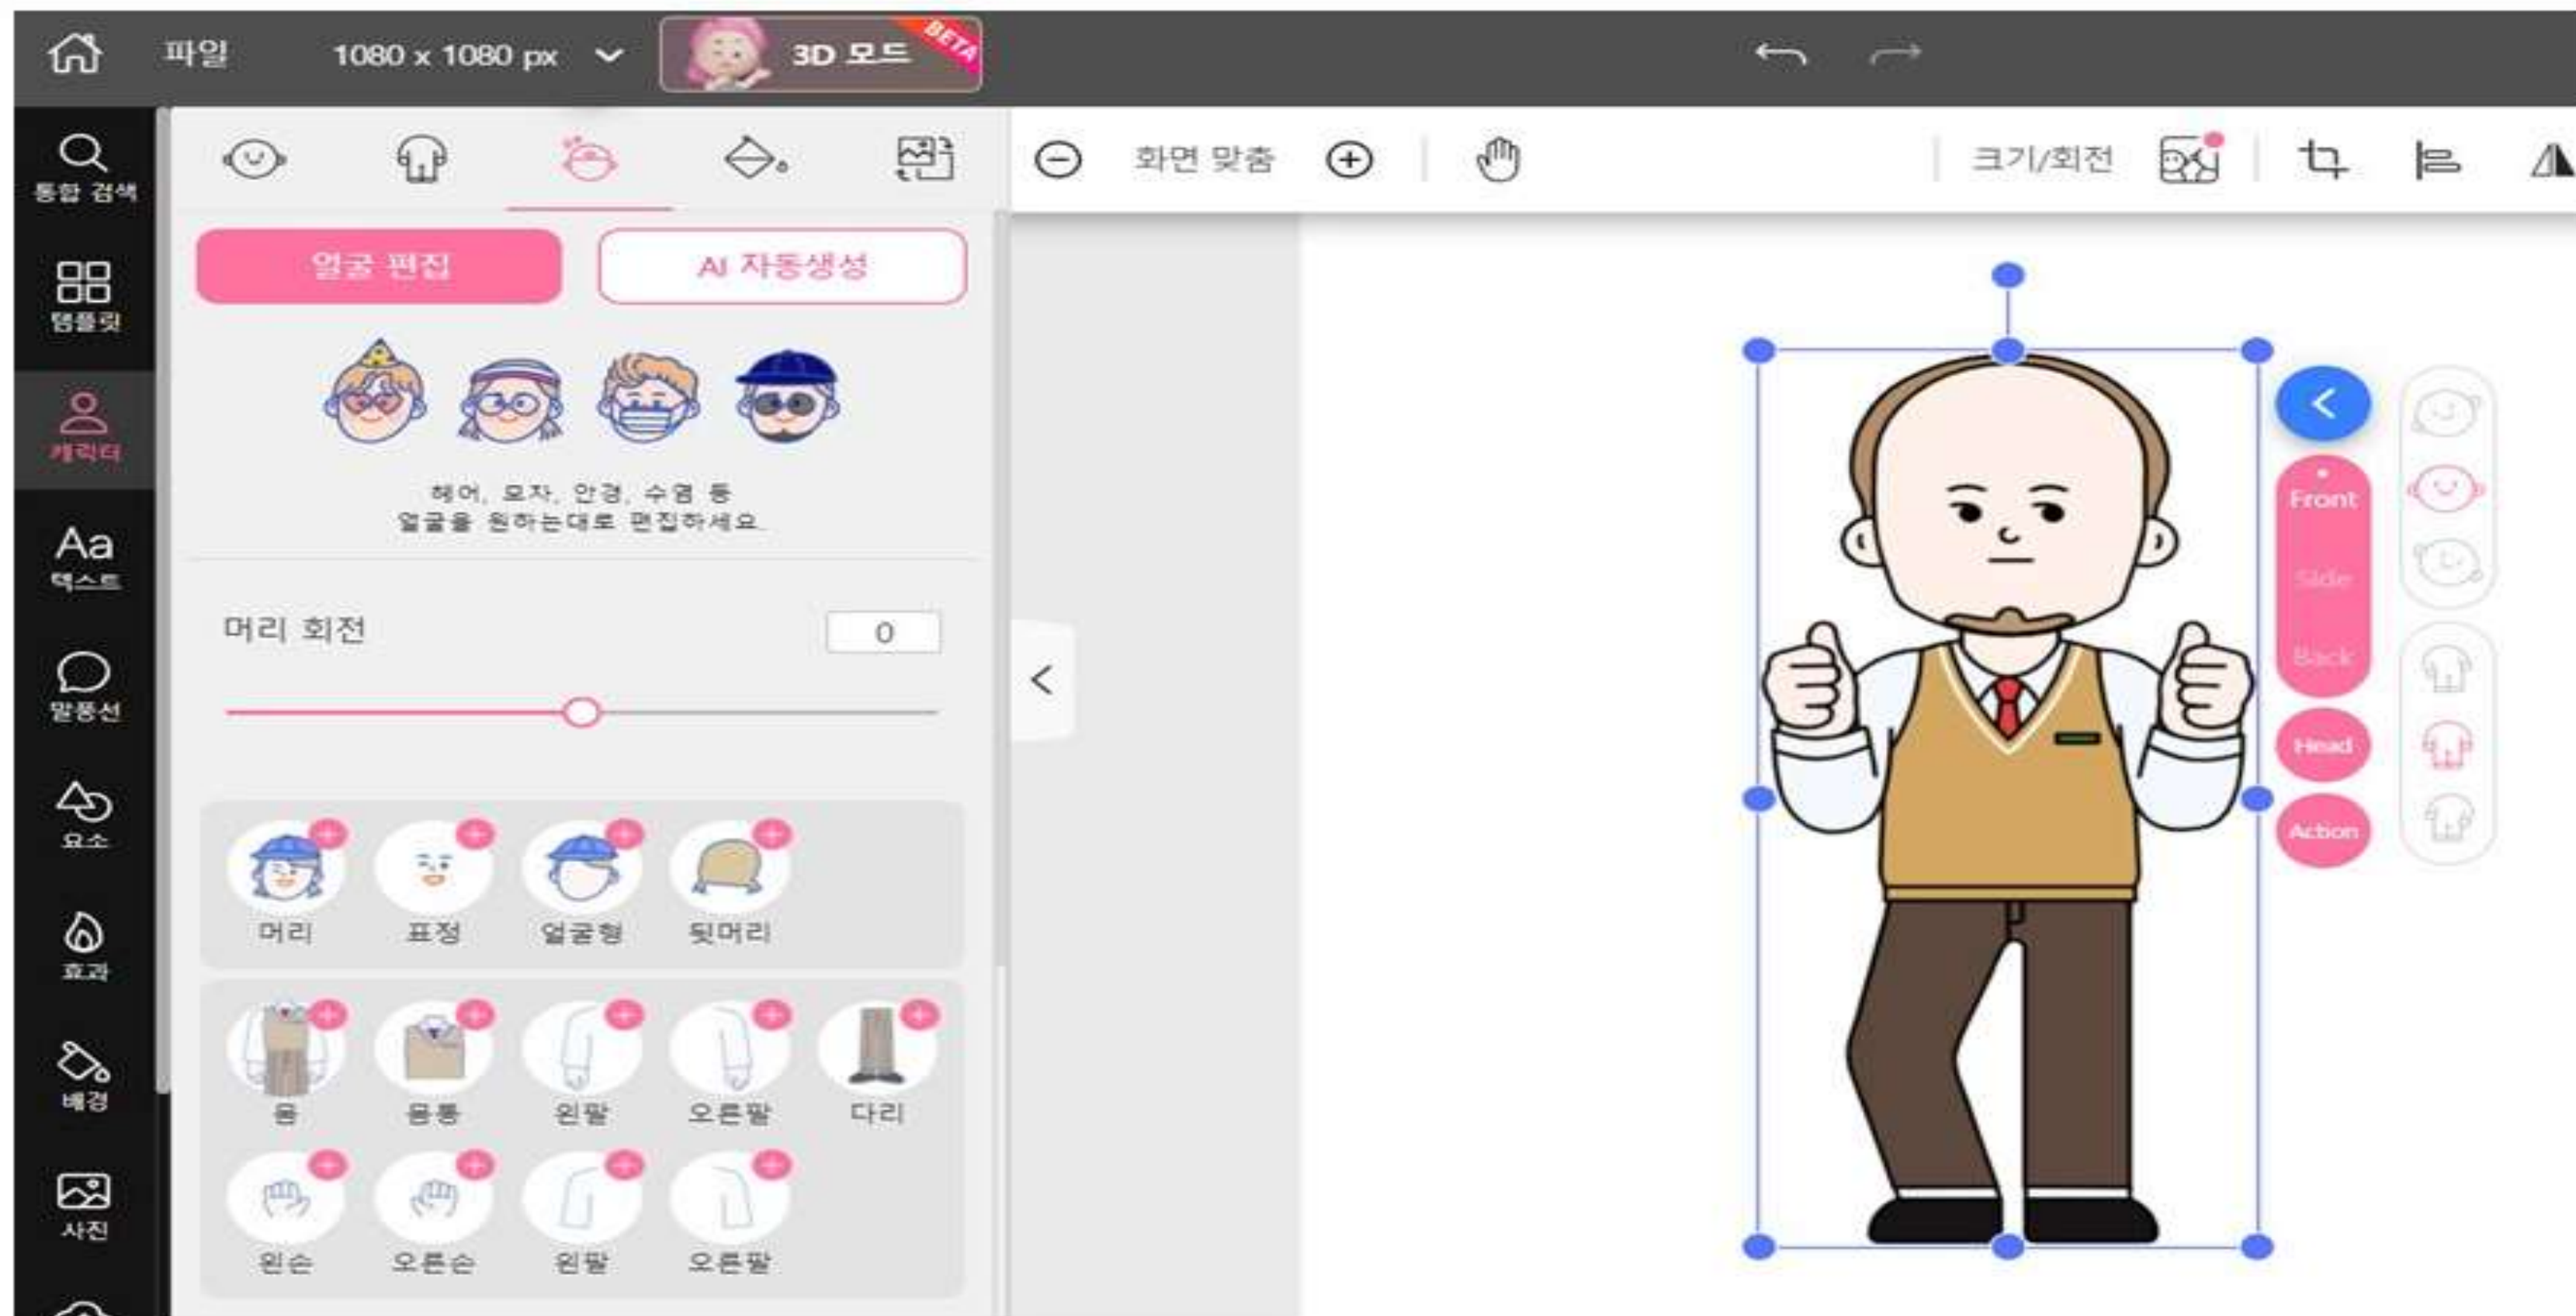 파일
1080 x 1080 px
3D 모드
BETA
통합 검색
템플릿
캐릭터
Aa
텍스트
말풍선
요소
효과
배경
사진
화면 맞춤
크기/회전
얼굴 편집
AI 자동생성
헤어, 모자, 안경, 수염 등
얼굴을 원하는대로 편집하세요.
머리 회전
0
머리
표정
얼굴형
뒷머리
몸
몸통
왼팔
오른팔
다리
왼손
오른손
왼팔
오른팔
Front
Side
Back
Head
Action